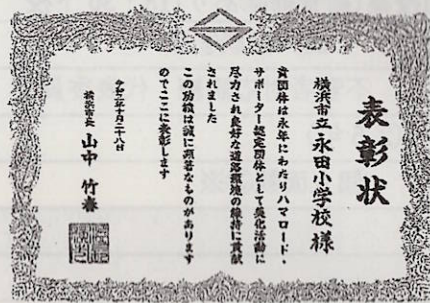 表彰状
横浜市立永田小学校様
貴団体は永年にわたりハマロード・
サポーター認定団体として美化活動に
尽力され良好な道路環境の維持に貢献
されました
この功績は誠に顕著なものがあります
のでここに表彰します
十月二十八日
横浜市長 山中 竹春